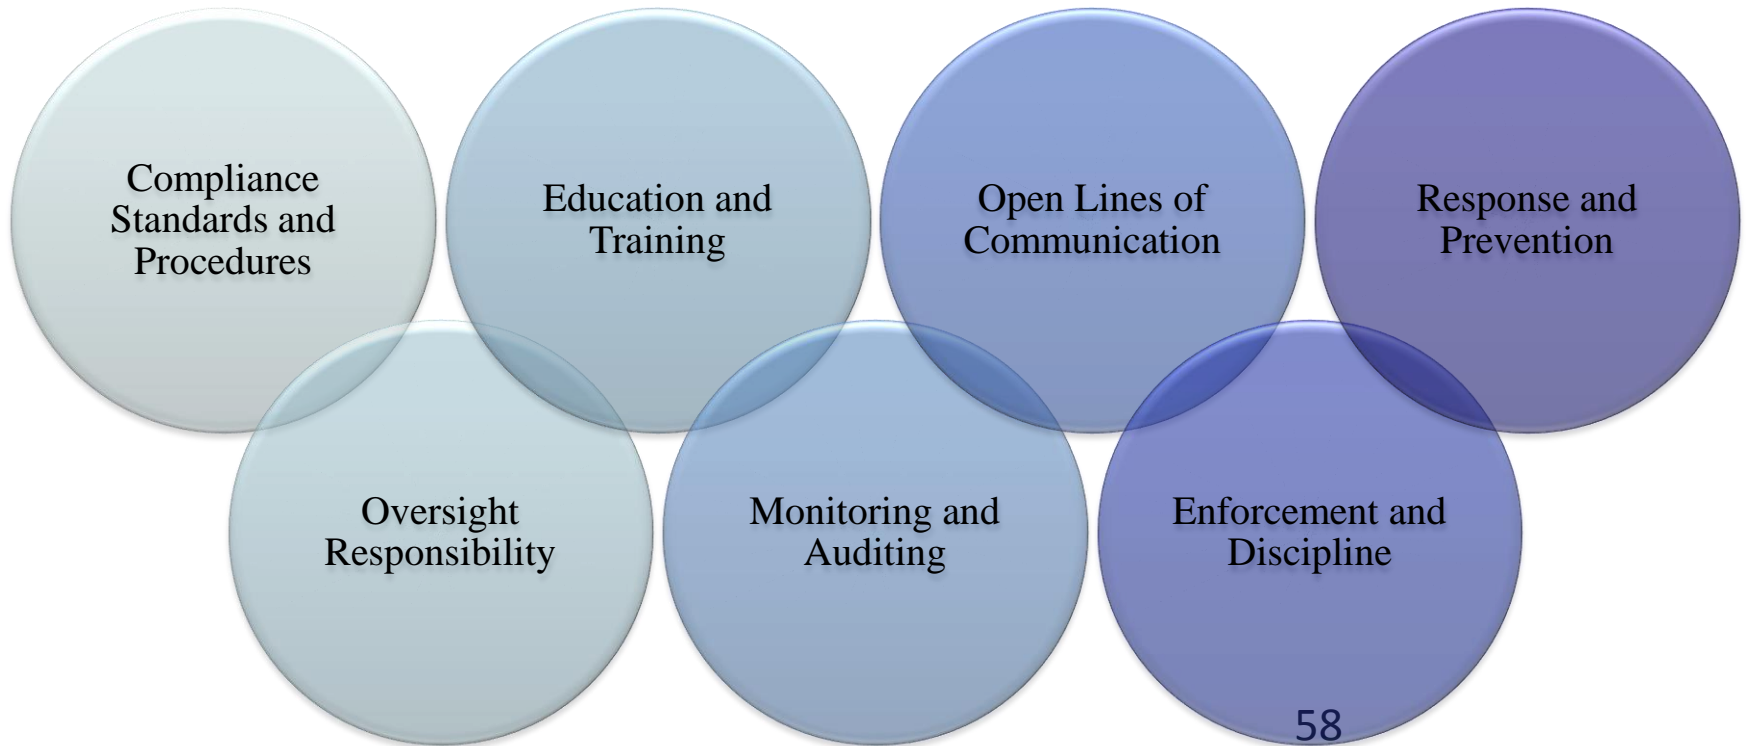 Compliance
Standards and
Procedures
Education and
Training
Open Lines of
Communication
Response and
Prevention
Oversight
Responsibility
Monitoring and
Auditing
Enforcement and
Discipline
58